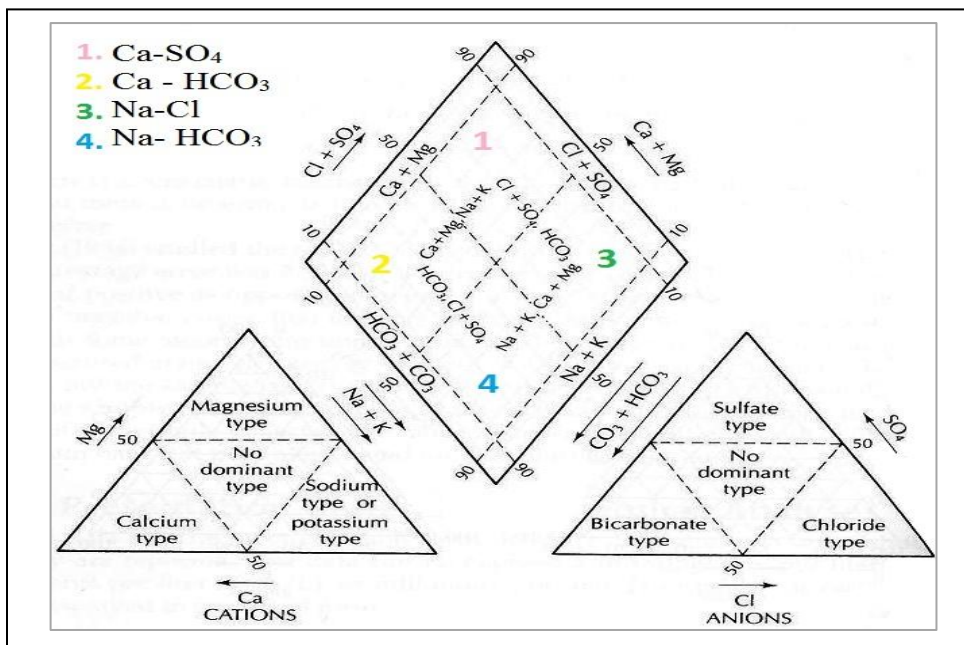 1. Ca-SO₄
2. Ca - HCO₃
3. Na-Cl
4. Na- HCO₃
90
90
Cl + SO₄
50
Ca + Mg
1
Cl + SO₄
50
Ca + Mg
10
10
Ca+Mg, Na+K
Cl + SO₄, HCO₃
2
3
HCO₃, Cl+SO₄
Na + K, Ca + Mg
10
10
HCO₃ + CO₃
50
Na + K
4
Na + K
50
CO₃ + HCO₃
90
90
Mg
50
Magnesium
type
No
dominant
type
Calcium
type
Sodium
type or
potassium
type
50
Ca
CATIONS
SO₄
50
Sulfate
type
No
dominant
type
Bicarbonate
type
Chloride
type
50
Cl
ANIONS